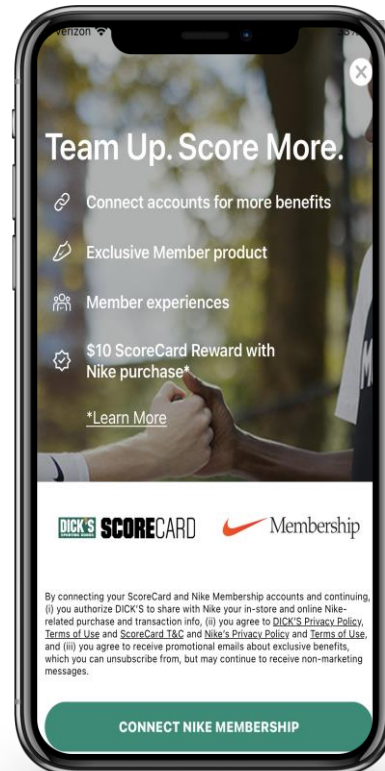 verizon
Team Up. Score More.
Connect accounts for more benefits
Exclusive Member product
Member experiences
$10 ScoreCard Reward with
Nike purchase*
*Learn More
DICK'S SPORTING GOODS SCORECARD Membership
By connecting your ScoreCard and Nike Membership accounts and continuing,
(i) you authorize DICK'S to share with Nike your in-store and online Nike-
related purchase and transaction info, (ii) you agree to DICK'S Privacy Policy,
Terms of Use and ScoreCard T&C and Nike's Privacy Policy and Terms of Use,
and (iii) you agree to receive promotional emails about exclusive benefits,
which you can unsubscribe from, but may continue to receive non-marketing
messages.
CONNECT NIKE MEMBERSHIP